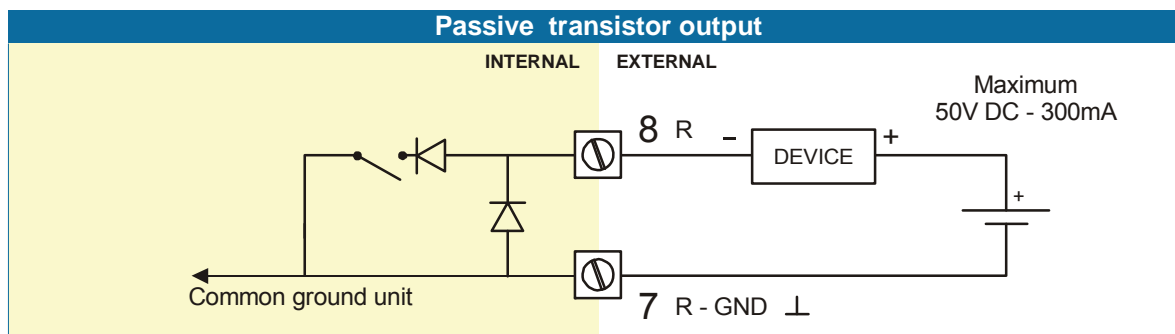 Passive transistor output
INTERNAL EXTERNAL
Maximum
50V DC - 300mA
8 R - DEVICE +
+
Common ground unit
7 R - GND ⊥